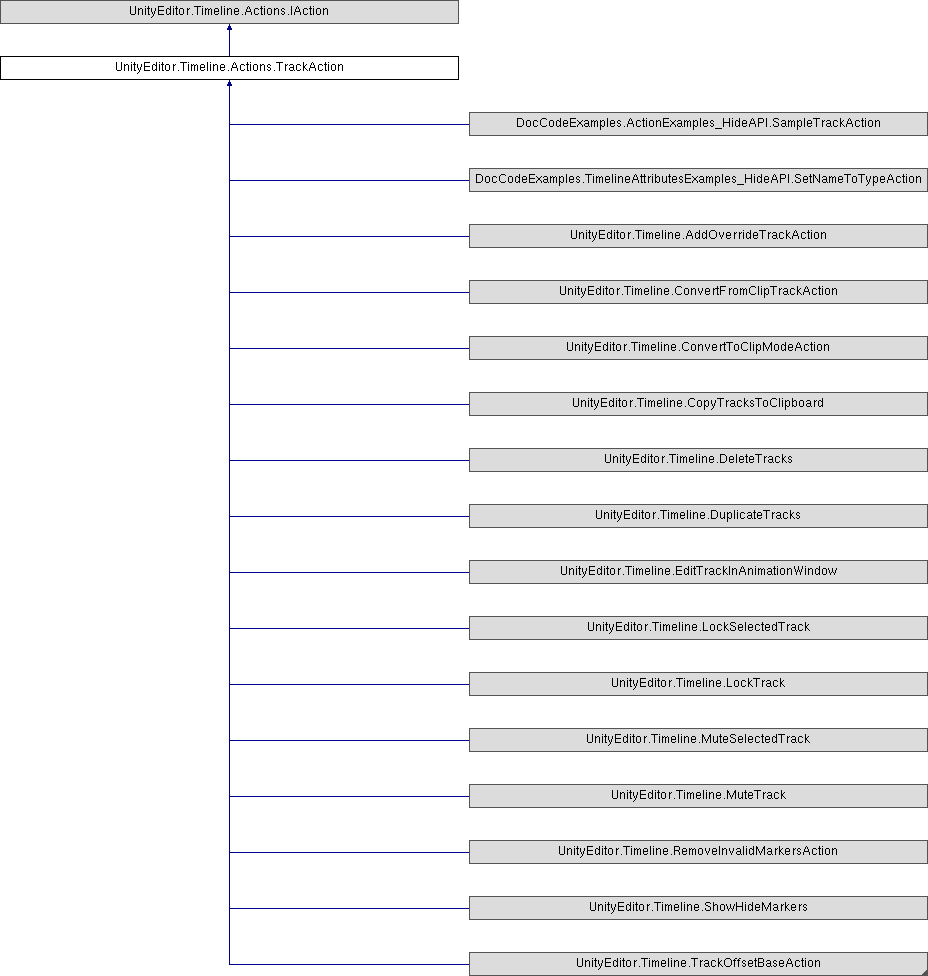 UnityEditor.Timeline.Actions.IAction
UnityEditor.Timeline.Actions.TrackAction
DocCodeExamples.ActionExamples_HideAPI.SampleTrackAction
DocCodeExamples.TimelineAttributesExamples_HideAPI.SetNameToTypeAction
UnityEditor.Timeline.AddOverrideTrackAction
UnityEditor.Timeline.ConvertFromClipTrackAction
UnityEditor.Timeline.ConvertToClipModeAction
UnityEditor.Timeline.CopyTracksToClipboard
UnityEditor.Timeline.DeleteTracks
UnityEditor.Timeline.DuplicateTracks
UnityEditor.Timeline.EditTrackInAnimationWindow
UnityEditor.Timeline.LockSelectedTrack
UnityEditor.Timeline.LockTrack
UnityEditor.Timeline.MuteSelectedTrack
UnityEditor.Timeline.MuteTrack
UnityEditor.Timeline.RemoveInvalidMarkersAction
UnityEditor.Timeline.ShowHideMarkers
UnityEditor.Timeline.TrackOffsetBaseAction